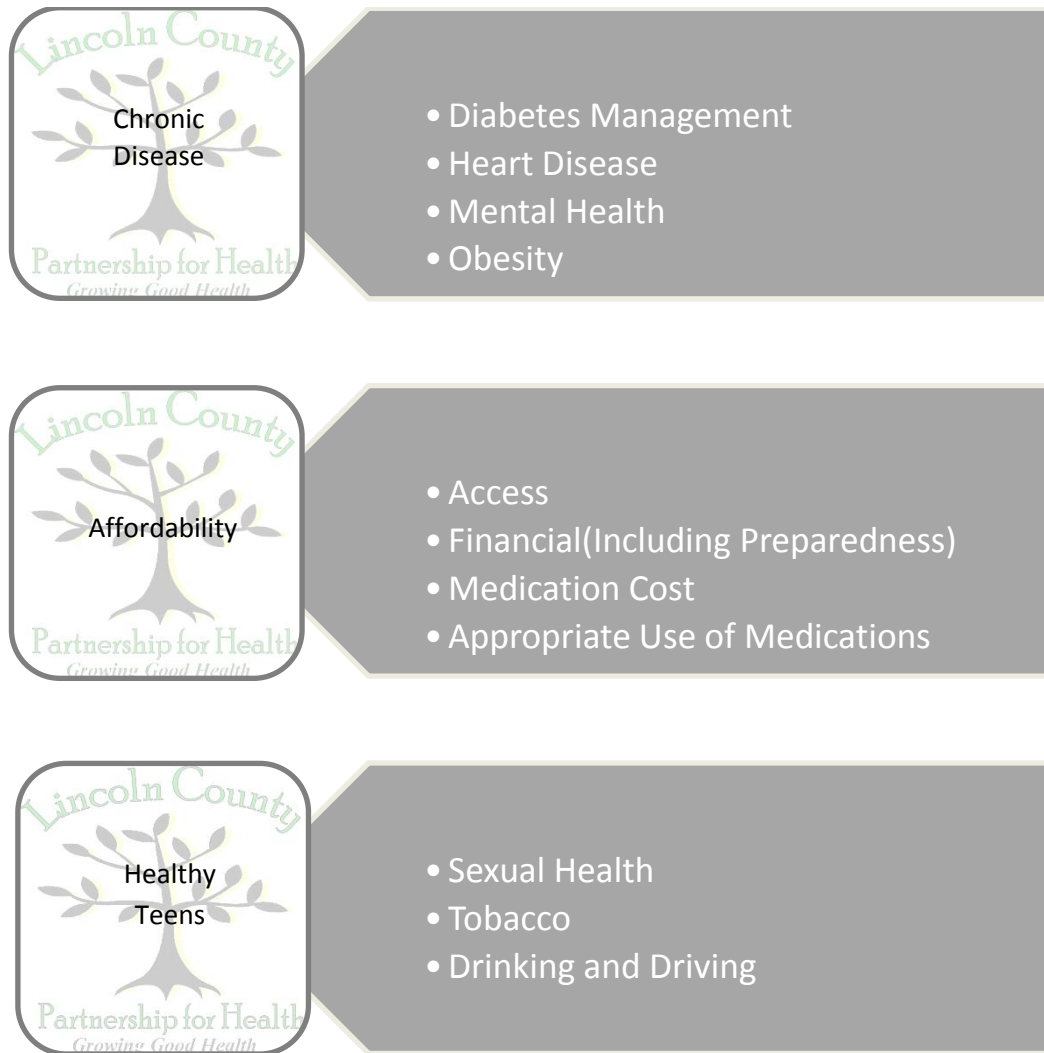 Lincoln County
Chronic
Disease
Partnership for Health
Growing Good Health
• Diabetes Management
• Heart Disease
• Mental Health
• Obesity
Lincoln County
Affordability
Partnership for Health
Growing Good Health
• Access
• Financial(Including Preparedness)
• Medication Cost
• Appropriate Use of Medications
Lincoln County
Healthy
Teens
Partnership for Health
Growing Good Health
• Sexual Health
• Tobacco
• Drinking and Driving